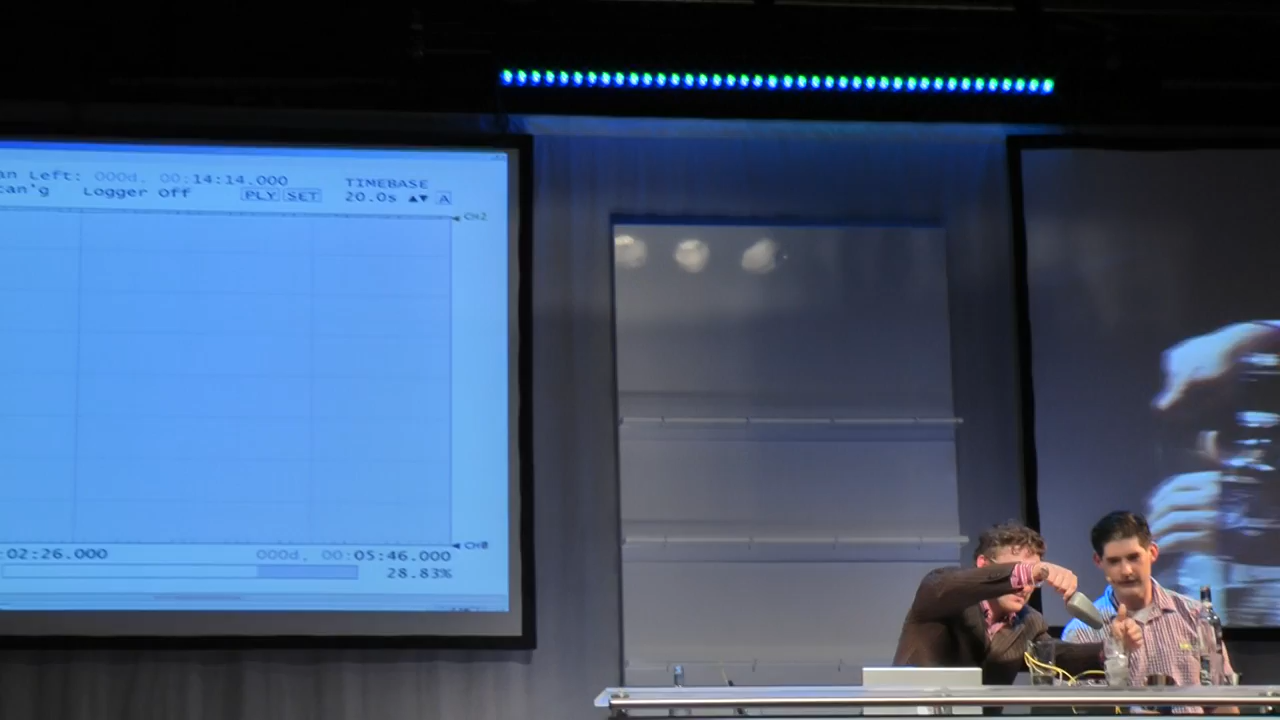 an Left: 000d, 00:14:14.000
can'g Logger Off PLY SET
TIMEBASE
20.0s ▲▼ A
CH2
CH0
:02:26.000 000d, 00:05:46.000
28.83%